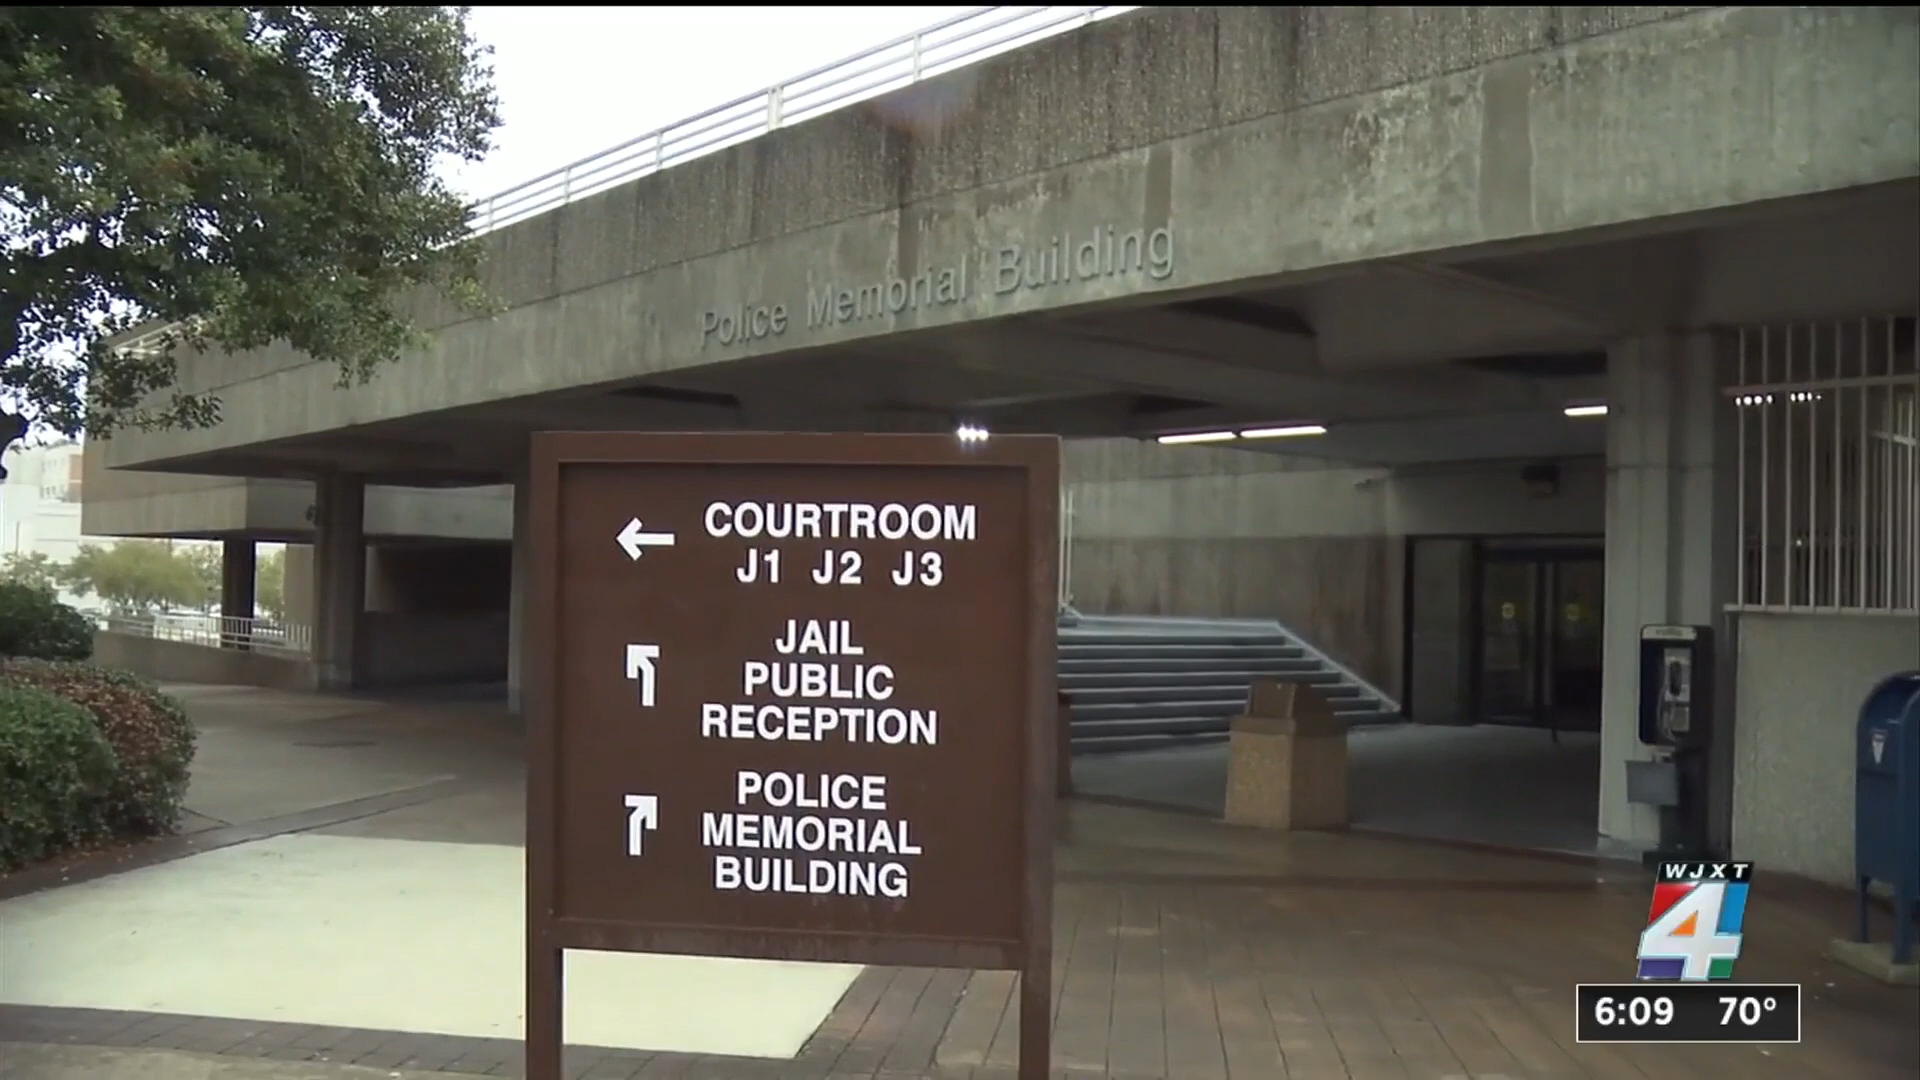 Police Memorial Building
COURTROOM
J1 J2 J3
JAIL
PUBLIC
RECEPTION
POLICE
MEMORIAL
BUILDING
WJXT
4
6:09 70°